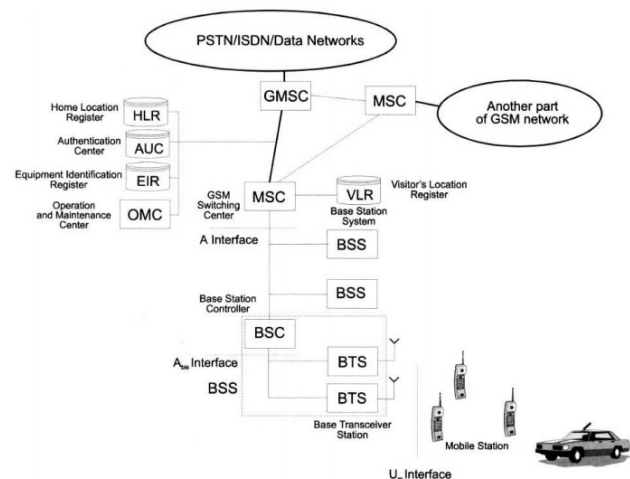 PSTN/ISDN/Data Networks
GMSC
MSC
Another part
of GSM network
Home Location
Register
HLR
Authentication
Center
AUC
Equipment Identification
Register
EIR
Operation
and Maintenance
Center
OMC
GSM
Switching
Center
MSC
VLR
Visitor's Location
Register
Base Station
System
A Interface
BSS
BSS
Base Station
Controller
BSC
Abis Interface
BTS
BSS
BTS
Base Transceiver
Station
Mobile Station
Um Interface